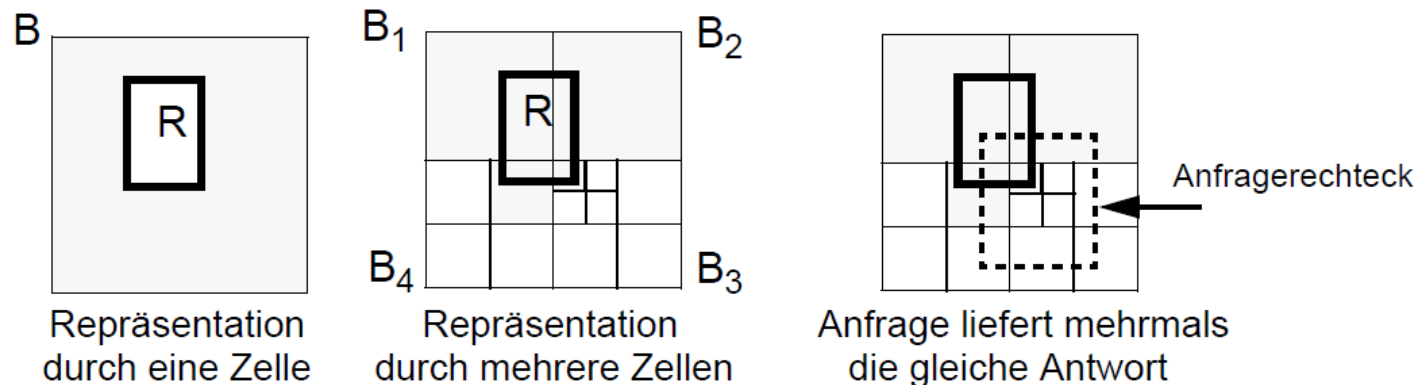 B
R
Repräsentation
durch eine Zelle
B1
B2
R
B4
B3
Repräsentation
durch mehrere Zellen
Anfragerechteck
Anfrage liefert mehrmals
die gleiche Antwort